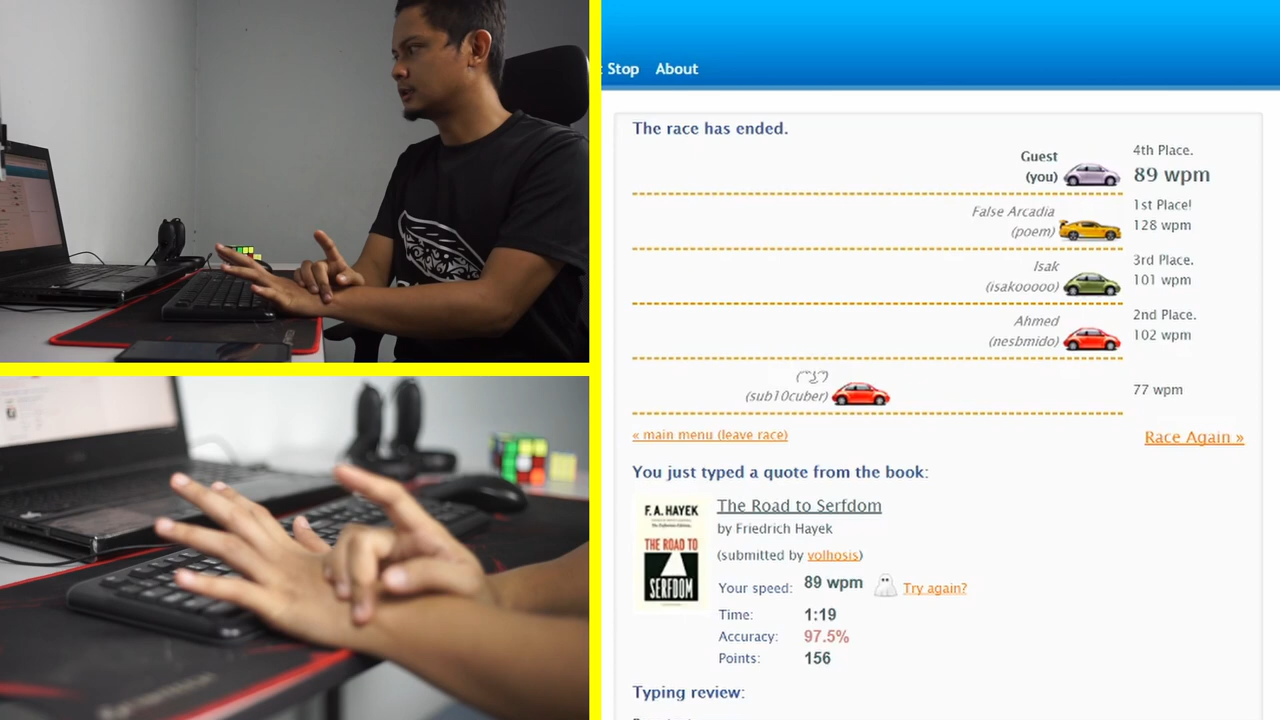 Stop About
The race has ended.
Guest
(you)
4th Place.
89 wpm
False Arcadia
(poem)
1st Place!
128 wpm
Isak
(isakooooo)
3rd Place.
101 wpm
Ahmed
(nesbmido)
2nd Place.
102 wpm
(sub10cuber)
77 wpm
« main menu (leave race)
Race Again »
You just typed a quote from the book:
F. A. HAYEK
THE ROAD TO
SERFDOM
The Road to Serfdom
by Friedrich Hayek
(submitted by volhosis)
Your speed: 89 wpm Try again?
Time: 1:19
Accuracy: 97.5%
Points: 156
Typing review: